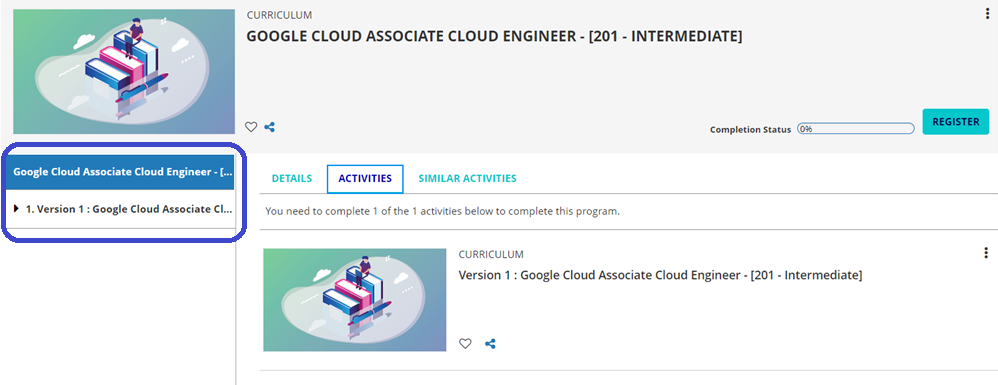 CURRICULUM
GOOGLE CLOUD ASSOCIATE CLOUD ENGINEER - [201 - INTERMEDIATE]
Completion Status 0%
REGISTER
Google Cloud Associate Cloud Engineer - [...
1. Version 1 : Google Cloud Associate Cl...
DETAILS ACTIVITIES SIMILAR ACTIVITIES
You need to complete 1 of the 1 activities below to complete this program.
CURRICULUM
Version 1 : Google Cloud Associate Cloud Engineer - [201 - Intermediate]